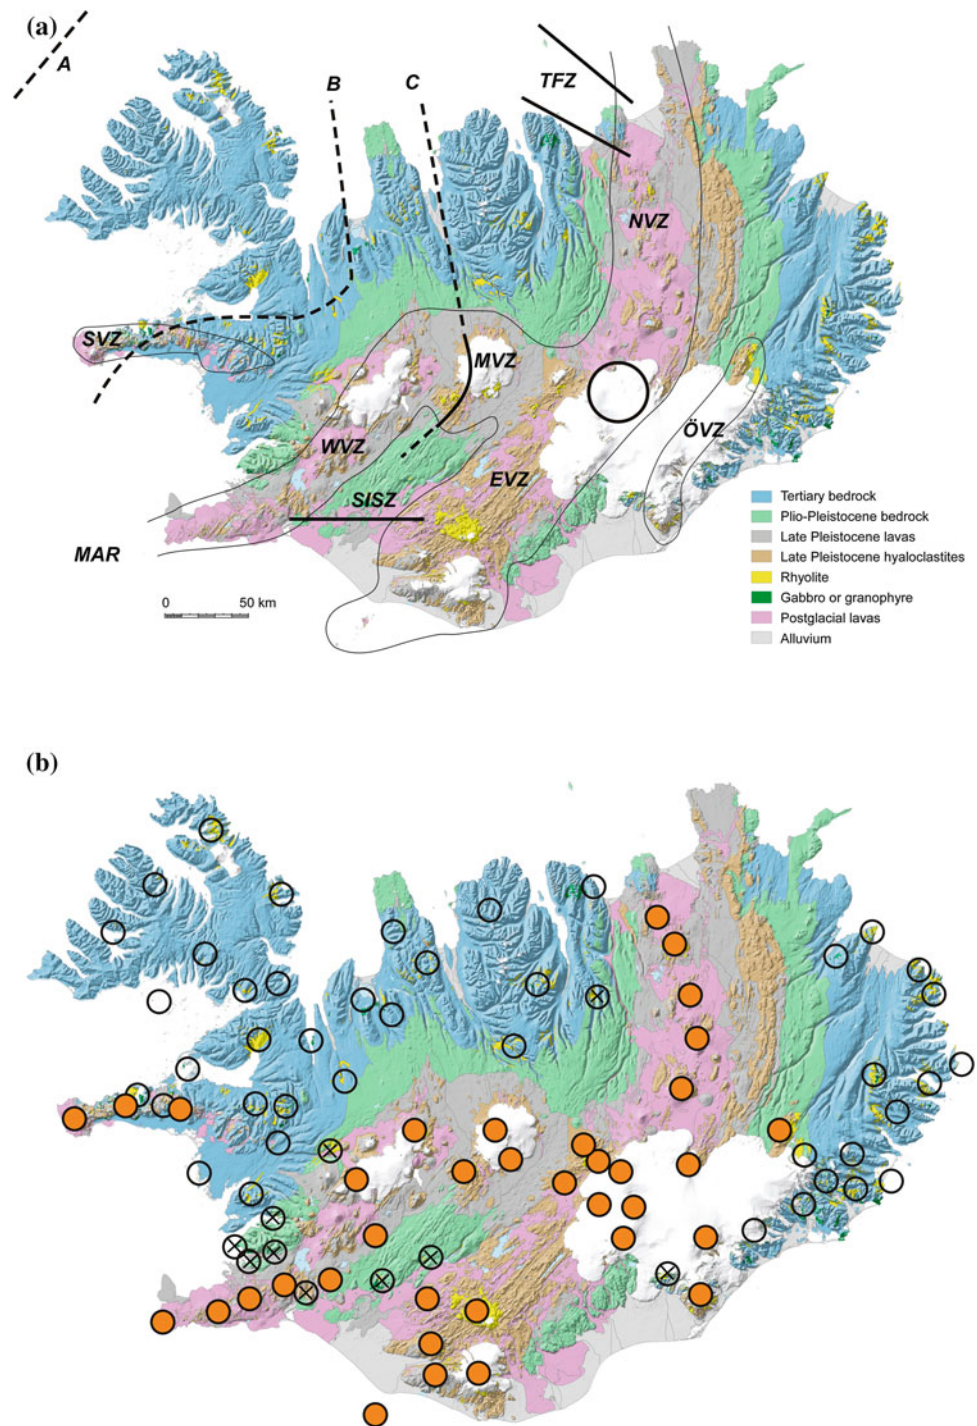 (a)
A
B
C
TFZ
NVZ
SVZ
MVZ
WVZ
ÖVZ
EVZ
SISZ
MAR
0 50 km
Tertiary bedrock
Plio-Pleistocene bedrock
Late Pleistocene lavas
Late Pleistocene hyaloclastites
Rhyolite
Gabbro or granophyre
Postglacial lavas
Alluvium
(b)